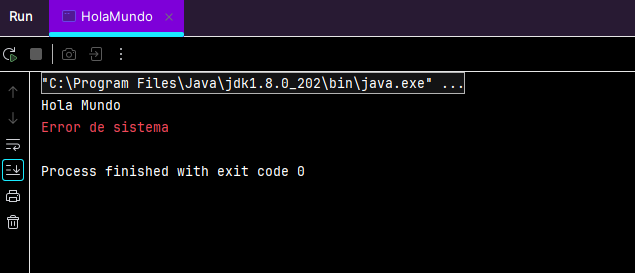 Run
HolaMundo
"C:\Program Files\Java\jdk1.8.0_202\bin\java.exe" ...
Hola Mundo
Error de sistema
Process finished with exit code 0